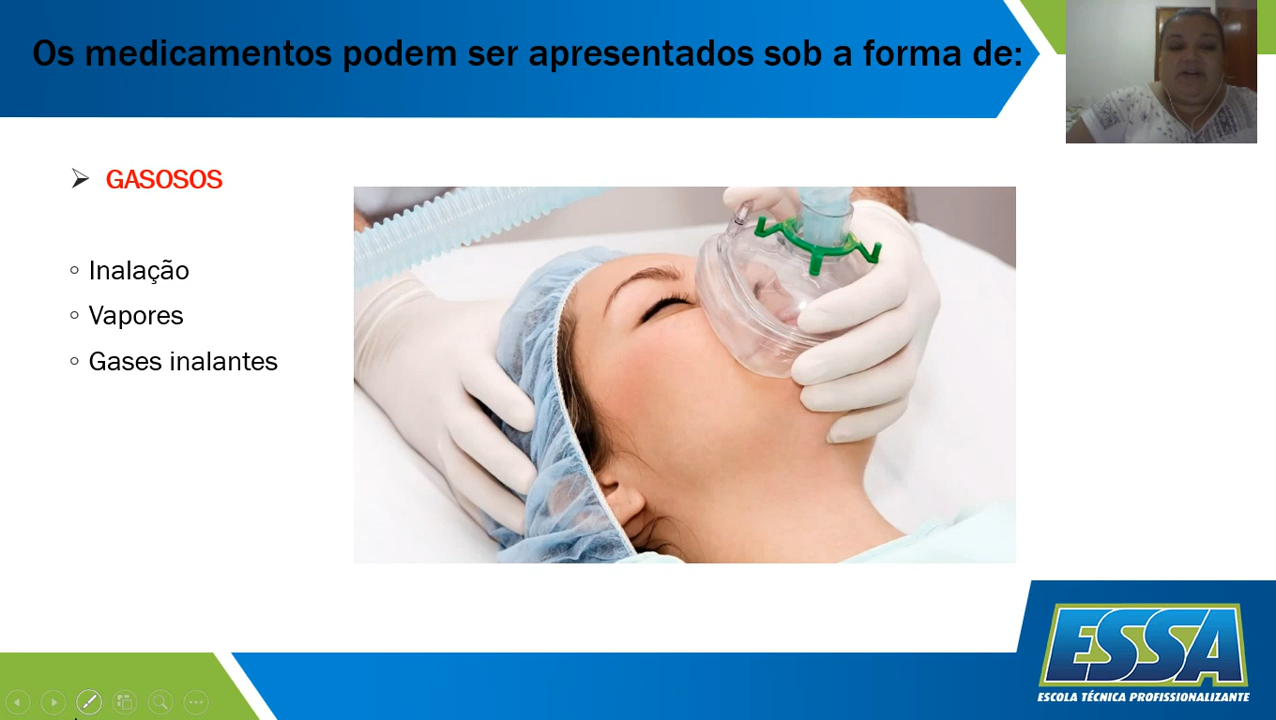 Os medicamentos podem ser apresentados sob a forma de:
GASOSOS
Inalação
Vapores
Gases inalantes
ESSA
ESCOLA TÉCNICA PROFISSIONALIZANTE